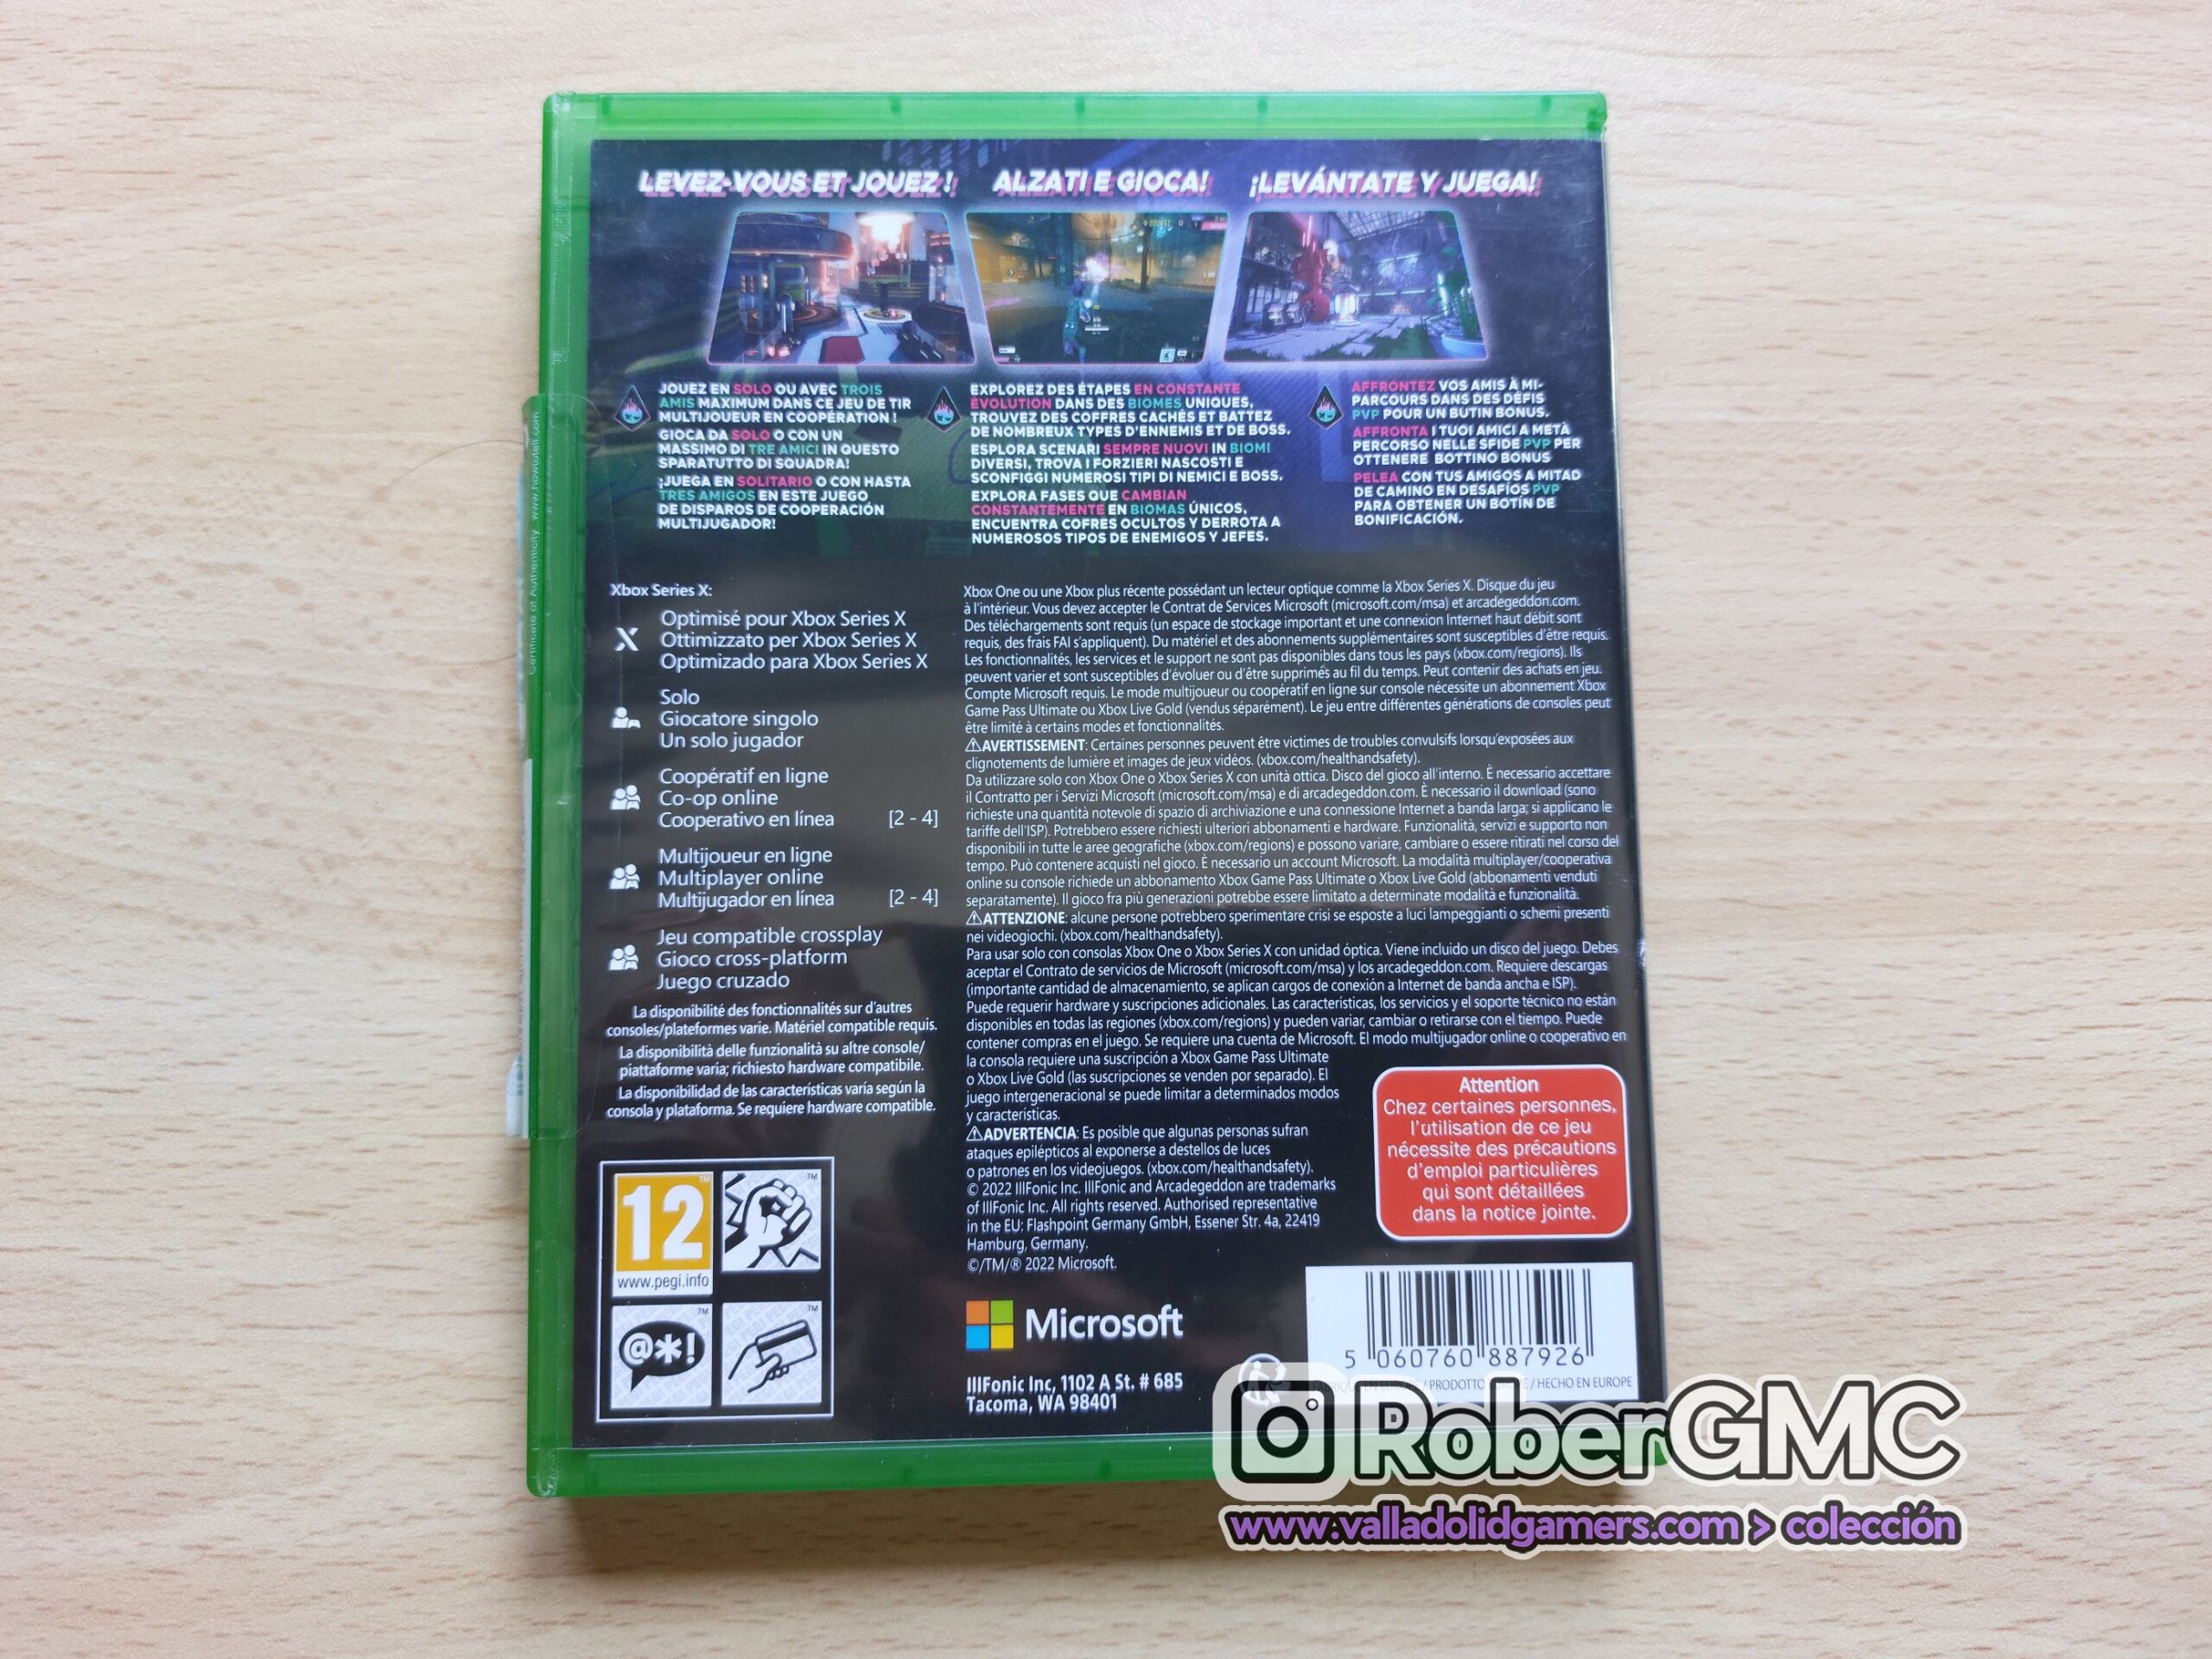 LEVEZ-VOUS ET JOUEZ !
ALZATI E GIOCA!
¡LEVÁNTATE Y JUEGA!
JOUEZ EN SOLO OU AVEC TROIS
AMIS MAXIMUM DANS CE JEU DE TIR
MULTIJOUEUR EN COOPÉRATION !
GIOCA DA SOLO O CON UN
MASSIMO DI TRE AMICI IN QUESTO
SPARATUTTO DI SQUADRA!
¡JUEGA EN SOLITARIO O CON HASTA
TRES AMIGOS EN ESTE JUEGO
DE DISPAROS DE COOPERACIÓN
MULTIJUGADOR!
EXPLOREZ DES ÉTAPES EN CONSTANTE
ÉVOLUTION DANS DES BIOMES UNIQUES,
TROUVEZ DES COFFRES CACHÉS ET BATTEZ
DE NOMBREUX TYPES D'ENNEMIS ET DE BOSS.
ESPLORA SCENARI SEMPRE NUOVI IN BIOMI
DIVERSI, TROVA I FORZIERI NASCOSTI E
SCONFIGGI NUMEROSI TIPI DI NEMICI E BOSS.
EXPLORA FASES QUE CAMBIAN
CONSTANTEMENTE EN BIOMAS ÚNICOS,
ENCUENTRA COFRES OCULTOS Y DERROTA A
NUMEROSOS TIPOS DE ENEMIGOS Y JEFES.
AFFRONTEZ VOS AMIS À MI-
PARCOURS DANS DES DÉFIS
PVP POUR UN BUTIN BONUS.
AFFRONTA I TUOI AMICI A METÀ
PERCORSO NELLE SFIDE PVP PER
OTTENERE BOTTINO BONUS
PELEA CON TUS AMIGOS A MITAD
DE CAMINO EN DESAFÍOS PVP
PARA OBTENER UN BOTÍN DE
BONIFICACIÓN.
Certificate of Authenticity www.howtotell.com
Xbox Series X:
Optimisé pour Xbox Series X
Ottimizzato per Xbox Series X
Optimizado para Xbox Series X
Solo
Giocatore singolo
Un solo jugador
Coopératif en ligne
Co-op online
Cooperativo en línea [2 - 4]
Multijoueur en ligne
Multiplayer online
Multijugador en línea [2 - 4]
Jeu compatible crossplay
Gioco cross-platform
Juego cruzado
La disponibilité des fonctionnalités sur d'autres
consoles/plateformes varie. Matériel compatible requis.
La disponibilità delle funzionalità su altre console/
piattaforme varia; richiesto hardware compatibile.
La disponibilidad de las características varía según la
consola y plataforma. Se requiere hardware compatible.
Xbox One ou une Xbox plus récente possédant un lecteur optique comme la Xbox Series X. Disque du jeu
à l'intérieur. Vous devez accepter le Contrat de Services Microsoft (microsoft.com/msa) et arcadegeddon.com.
Des téléchargements sont requis (un espace de stockage important et une connexion Internet haut débit sont
requis, des frais FAI s'appliquent). Du matériel et des abonnements supplémentaires sont susceptibles d'être requis.
Les fonctionnalités, les services et le support ne sont pas disponibles dans tous les pays (xbox.com/regions). Ils
peuvent varier et sont susceptibles d'évoluer ou d'être supprimés au fil du temps. Peut contenir des achats en jeu.
Compte Microsoft requis. Le mode multijoueur ou coopératif en ligne sur console nécessite un abonnement Xbox
Game Pass Ultimate ou Xbox Live Gold (vendus séparément). Le jeu entre différentes générations de consoles peut
être limité à certains modes et fonctionnalités.
⚠AVERTISSEMENT: Certaines personnes peuvent être victimes de troubles convulsifs lorsqu'exposées aux
clignotements de lumière et images de jeux vidéos. (xbox.com/healthandsafety).
Da utilizzare solo con Xbox One o Xbox Series X con unità ottica. Disco del gioco all'interno. È necessario accettare
il Contratto per i Servizi Microsoft (microsoft.com/msa) e di arcadegeddon.com. È necessario il download (sono
richieste una quantità notevole di spazio di archiviazione e una connessione Internet a banda larga; si applicano le
tariffe dell'ISP). Potrebbero essere richiesti ulteriori abbonamenti e hardware. Funzionalità, servizi e supporto non
disponibili in tutte le aree geografiche (xbox.com/regions) e possono variare, cambiare o essere ritirati nel corso del
tempo. Può contenere acquisti nel gioco. È necessario un account Microsoft. La modalità multiplayer/cooperativa
online su console richiede un abbonamento Xbox Game Pass Ultimate o Xbox Live Gold (abbonamenti venduti
separatamente). Il gioco fra più generazioni potrebbe essere limitato a determinate modalità e funzionalità.
⚠ATTENZIONE: alcune persone potrebbero sperimentare crisi se esposte a luci lampeggianti o schemi presenti
nei videogiochi. (xbox.com/healthandsafety).
Para usar solo con consolas Xbox One o Xbox Series X con unidad óptica. Viene incluido un disco del juego. Debes
aceptar el Contrato de servicios de Microsoft (microsoft.com/msa) y los arcadegeddon.com. Requiere descargas
(importante cantidad de almacenamiento, se aplican cargos de conexión a Internet de banda ancha e ISP).
Puede requerir hardware y suscripciones adicionales. Las características, los servicios y el soporte técnico no están
disponibles en todas las regiones (xbox.com/regions) y pueden variar, cambiar o retirarse con el tiempo. Puede
contener compras en el juego. Se requiere una cuenta de Microsoft. El modo multijugador online o cooperativo en
la consola requiere una suscripción a Xbox Game Pass Ultimate
o Xbox Live Gold (las suscripciones se venden por separado). El
juego intergeneracional se puede limitar a determinados modos
y características.
⚠ADVERTENCIA: Es posible que algunas personas sufran
ataques epilépticos al exponerse a destellos de luces
o patrones en los videojuegos. (xbox.com/healthandsafety).
© 2022 IllFonic Inc. IllFonic and Arcadegeddon are trademarks
of IllFonic Inc. All rights reserved. Authorised representative
in the EU: Flashpoint Germany GmbH, Essener Str. 4a, 22419
Hamburg, Germany.
©/TM/® 2022 Microsoft.
Attention
Chez certaines personnes,
l'utilisation de ce jeu
nécessite des précautions
d'emploi particulières
qui sont détaillées
dans la notice jointe.
12
www.pegi.info
@*!
Microsoft
IllFonic Inc, 1102 A St. # 685
Tacoma, WA 98401
5 060760 887926
/ PRODOTTO / HECHO EN EUROPE
RoberGMC
www.valladolidgamers.com > colección